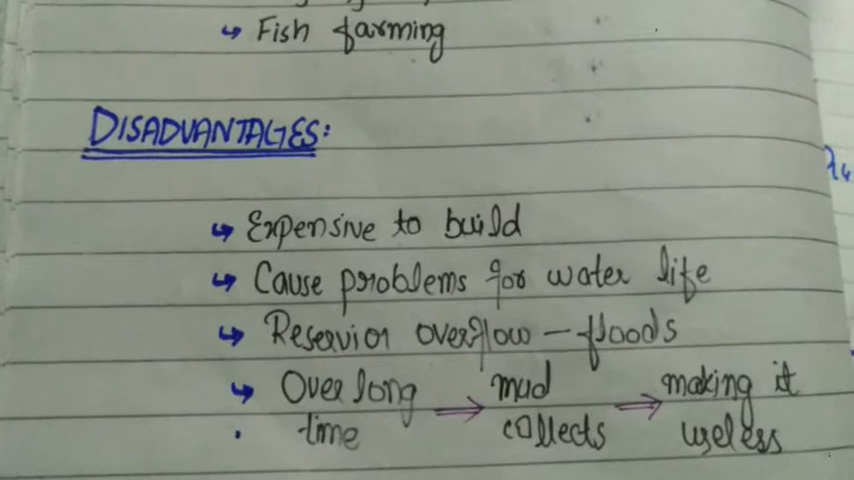 ↪ Fish farming
DISADVANTAGES:
↪ Expensive to build
↪ Cause problems for water life
↪ Reservior overflow – floods
↪ Over long time ⇒ mud collects ⇒ making it useless